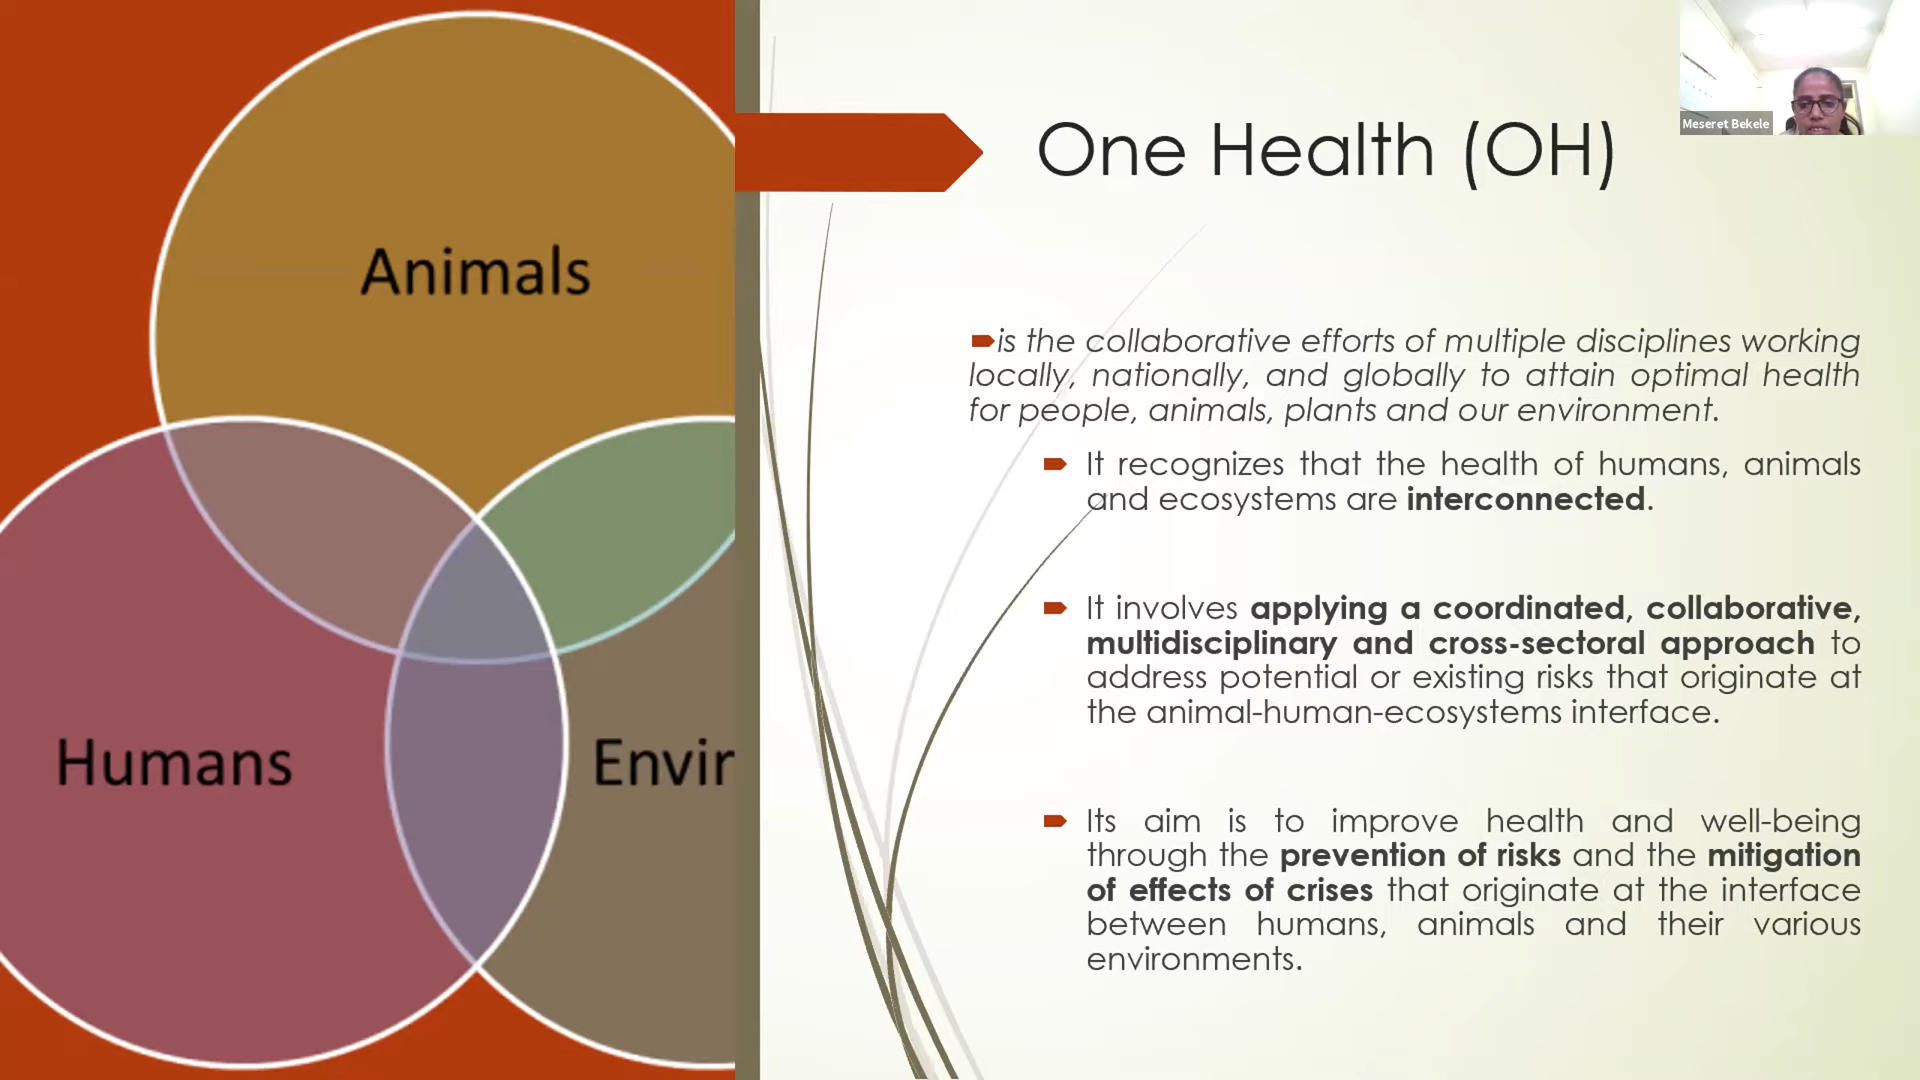 Animals
Humans
Envir
One Health (OH)
Meseret Bekele
is the collaborative efforts of multiple disciplines working
locally, nationally, and globally to attain optimal health
for people, animals, plants and our environment.
It recognizes that the health of humans, animals
and ecosystems are interconnected.
It involves applying a coordinated, collaborative,
multidisciplinary and cross-sectoral approach to
address potential or existing risks that originate at
the animal-human-ecosystems interface.
Its aim is to improve health and well-being
through the prevention of risks and the mitigation
of effects of crises that originate at the interface
between humans, animals and their various
environments.